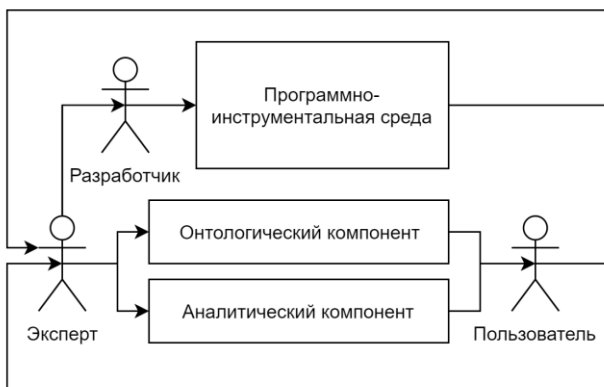 Программно-
инструментальная среда
Разработчик
Онтологический компонент
Аналитический компонент
Эксперт
Пользователь